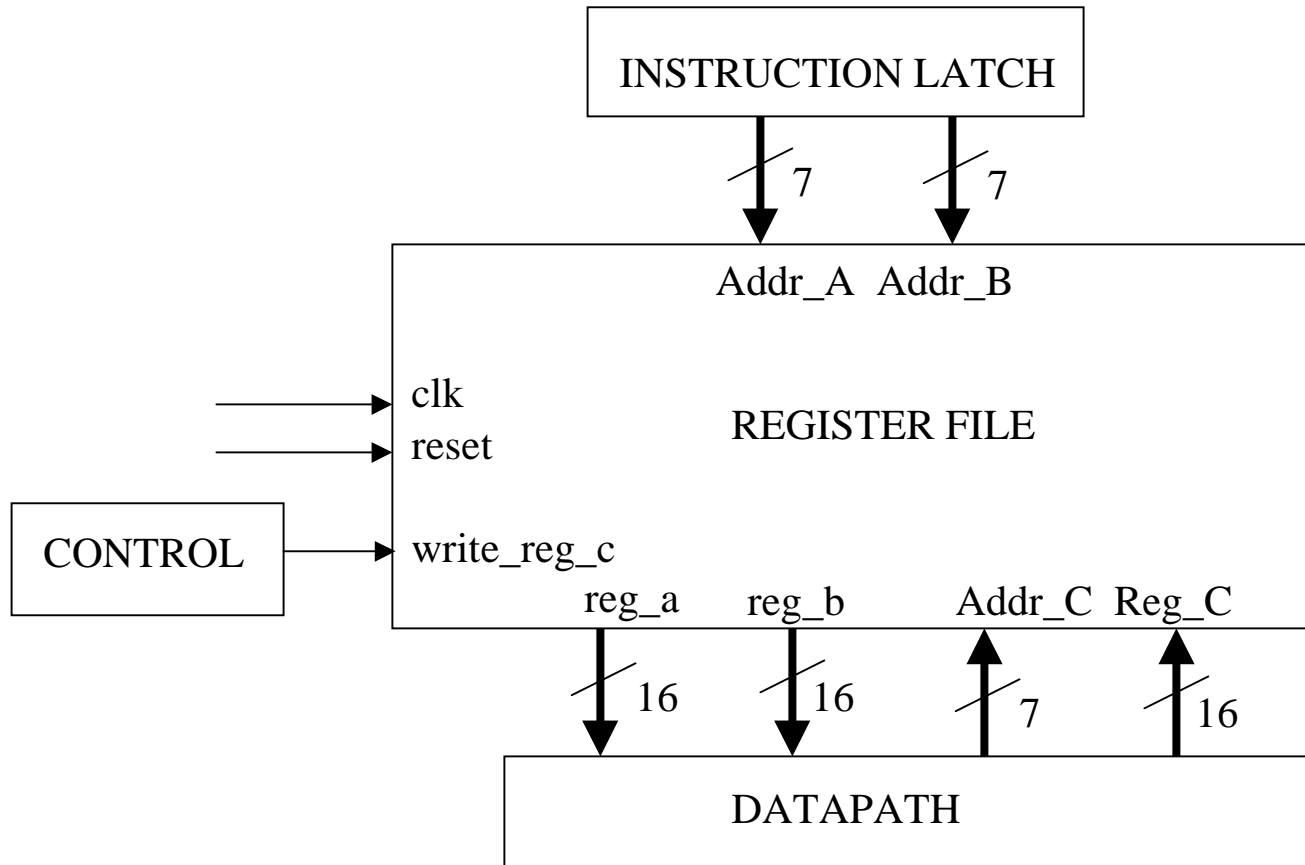 INSTRUCTION LATCH
7 7
Addr_A Addr_B
clk
REGISTER FILE
reset
CONTROL
write_reg_c
reg_a reg_b Addr_C Reg_C
16 16 7 16
DATAPATH